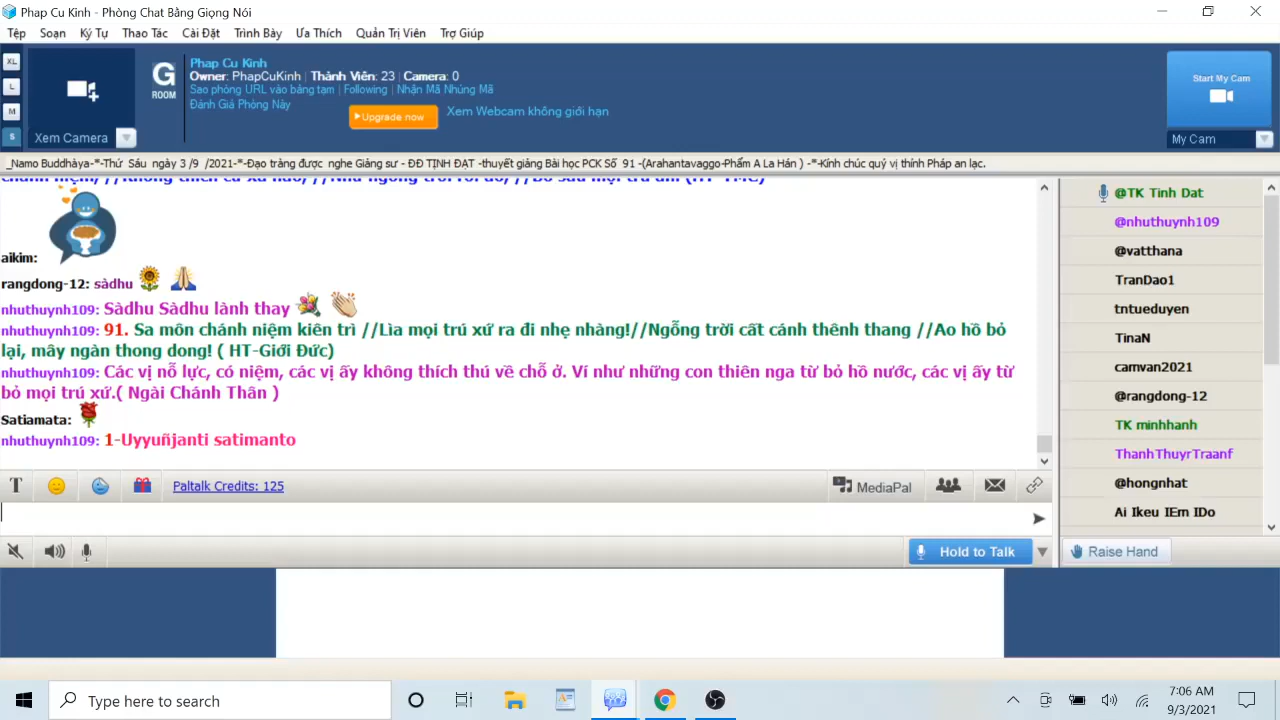 Phap Cu Kinh - Phòng Chat Bằng Giọng Nói
Tệp Soạn Ký Tự Thao Tác Cài Đặt Trình Bày Ưa Thích Quản Trị Viên Trợ Giúp
XL
L
M
S
Xem Camera
G
ROOM
Phap Cu Kinh
Owner: PhapCuKinh | Thành Viên: 23 | Camera: 0
Sao phòng URL vào bảng tạm | Following | Nhận Mã Nhúng Mã
Đánh Giá Phòng Này
Upgrade now
Xem Webcam không giới hạn
Start My Cam
My Cam
_Namo Buddhàya-*-Thứ Sáu ngày 3 /9 /2021-*-Đạo tràng được nghe Giảng sư - ĐĐ TỊNH ĐẠT -thuyết giảng Bài học PCK Số 91 -(Arahantavaggo-Phẩm A La Hán ) -*-Kính chúc quý vị thính Pháp an lạc.
aikim:
rangdong-12: sàdhu
nhuthuynh109: Sàdhu Sàdhu lành thay
nhuthuynh109: 91. Sa môn chánh niệm kiên trì //Lìa mọi trú xứ ra đi nhẹ nhàng!//Ngỗng trời cất cánh thênh thang //Ao hồ bỏ
lại, mây ngàn thong dong! ( HT-Giới Đức)
nhuthuynh109: Các vị nỗ lực, có niệm, các vị ấy không thích thú về chỗ ở. Ví như những con thiên nga từ bỏ hồ nước, các vị ấy từ
bỏ mọi trú xứ.( Ngài Chánh Thân )
Satiamata:
nhuthuynh109: 1-Uyyuñjanti satimanto
@TK Tinh Dat
@nhuthuynh109
@vatthana
TranDao1
tntueduyen
TinaN
camvan2021
@rangdong-12
TK minhhanh
ThanhThuyrTraanf
@hongnhat
Ai Ikeu IEm IDo
T
Paltalk Credits: 125
MediaPal
Hold to Talk
Raise Hand
Type here to search
7:06 AM
9/3/2021